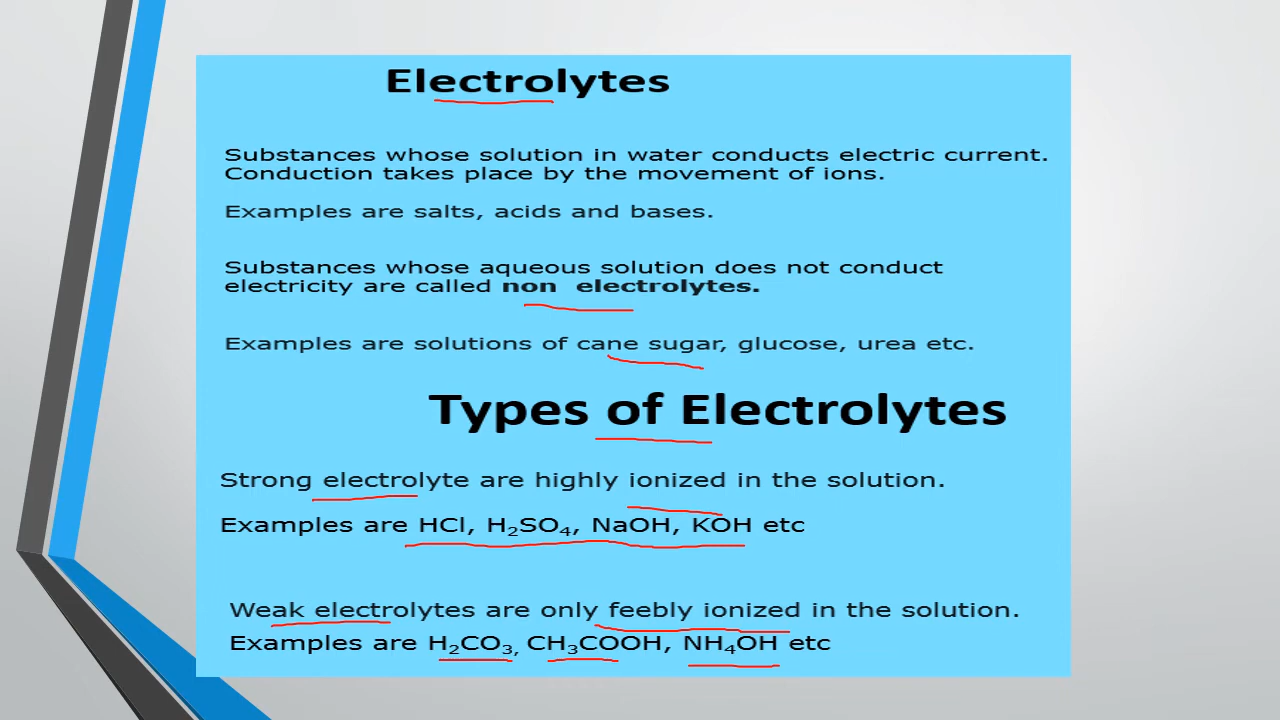 Electrolytes
Substances whose solution in water conducts electric current.
Conduction takes place by the movement of ions.
Examples are salts, acids and bases.
Substances whose aqueous solution does not conduct
electricity are called non electrolytes.
Examples are solutions of cane sugar, glucose, urea etc.
Types of Electrolytes
Strong electrolyte are highly ionized in the solution.
Examples are HCl, H₂SO₄, NaOH, KOH etc
Weak electrolytes are only feebly ionized in the solution.
Examples are H₂CO₃, CH₃COOH, NH₄OH etc